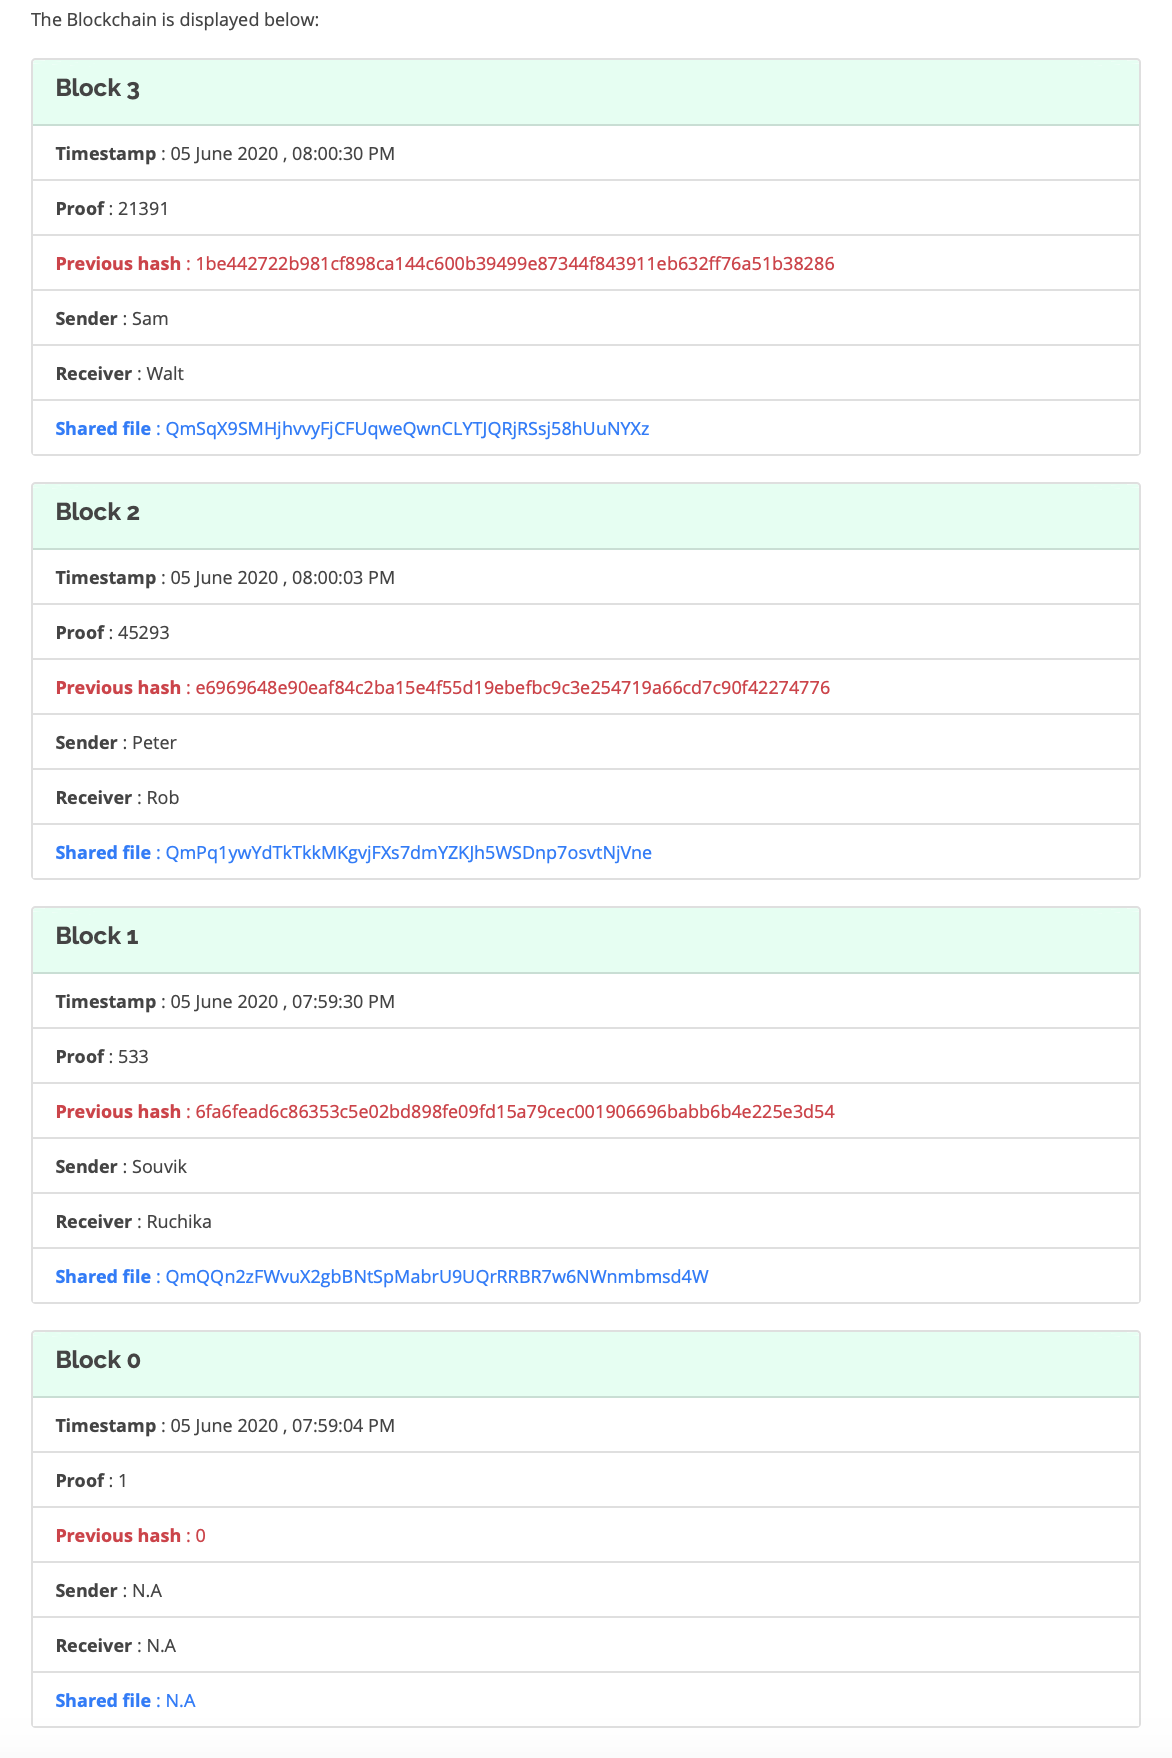 The Blockchain is displayed below:
Block 3
Timestamp : 05 June 2020 , 08:00:30 PM
Proof : 21391
Previous hash : 1be442722b981cf898ca144c600b39499e87344f843911eb632ff76a51b38286
Sender : Sam
Receiver : Walt
Shared file : QmSqX9SMHjhvvyFjCFUqweQwnCLYTJQRjRSsj58hUuNYXz
Block 2
Timestamp : 05 June 2020 , 08:00:03 PM
Proof : 45293
Previous hash : e6969648e90eaf84c2ba15e4f55d19ebefbc9c3e254719a66cd7c90f42274776
Sender : Peter
Receiver : Rob
Shared file : QmPq1ywYdTkTkkMKgvjFXs7dmYZKJh5WSDnp7osvtNjVne
Block 1
Timestamp : 05 June 2020 , 07:59:30 PM
Proof : 533
Previous hash : 6fa6fead6c86353c5e02bd898fe09fd15a79cec001906696babb6b4e225e3d54
Sender : Souvik
Receiver : Ruchika
Shared file : QmQQn2zFWvuX2gbBNtSpMabrU9UQrRRBR7w6NWnmbmsd4W
Block 0
Timestamp : 05 June 2020 , 07:59:04 PM
Proof : 1
Previous hash : 0
Sender : N.A
Receiver : N.A
Shared file : N.A